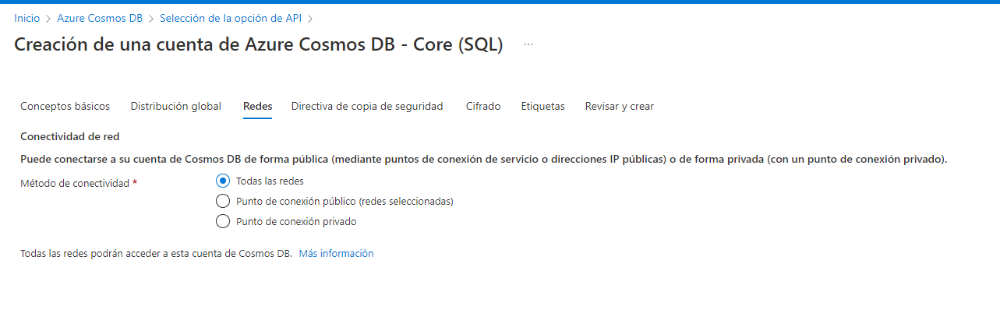 Inicio > Azure Cosmos DB > Selección de la opción de API >
Creación de una cuenta de Azure Cosmos DB - Core (SQL) ...
Conceptos básicos Distribución global Redes Directiva de copia de seguridad Cifrado Etiquetas Revisar y crear
Conectividad de red
Puede conectarse a su cuenta de Cosmos DB de forma pública (mediante puntos de conexión de servicio o direcciones IP públicas) o de forma privada (con un punto de conexión privado).
Método de conectividad * Todas las redes
Punto de conexión público (redes seleccionadas)
Punto de conexión privado
Todas las redes podrán acceder a esta cuenta de Cosmos DB. Más información